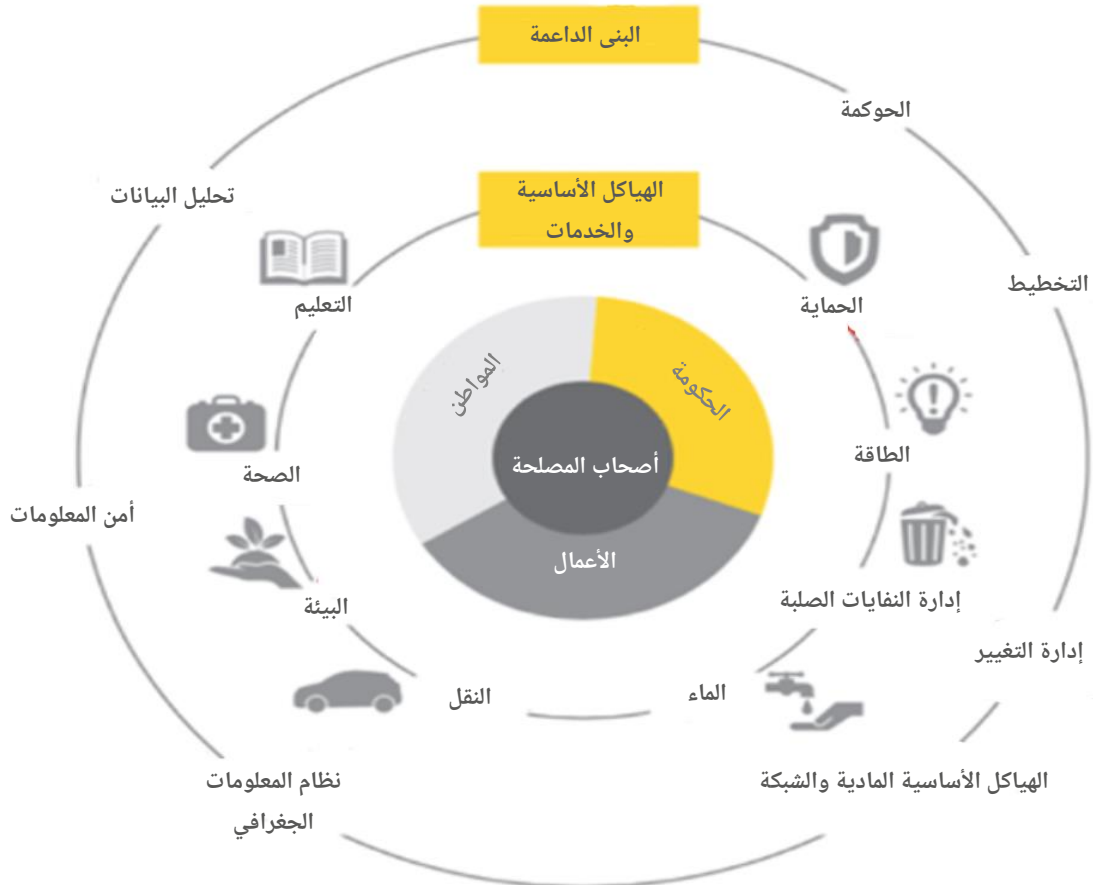 البنى الداعمة
الحوكمة
تحليل البيانات
الهياكل الأساسية
والخدمات
التخطيط
التعليم
الحماية
المواطن
الحكومة
الطاقة
أصحاب المصلحة
الصحة
أمن المعلومات
الأعمال
إدارة النفايات الصلبة
البيئة
إدارة التغيير
الماء
النقل
الهياكل الأساسية المادية والشبكة
نظام المعلومات
الجغرافي